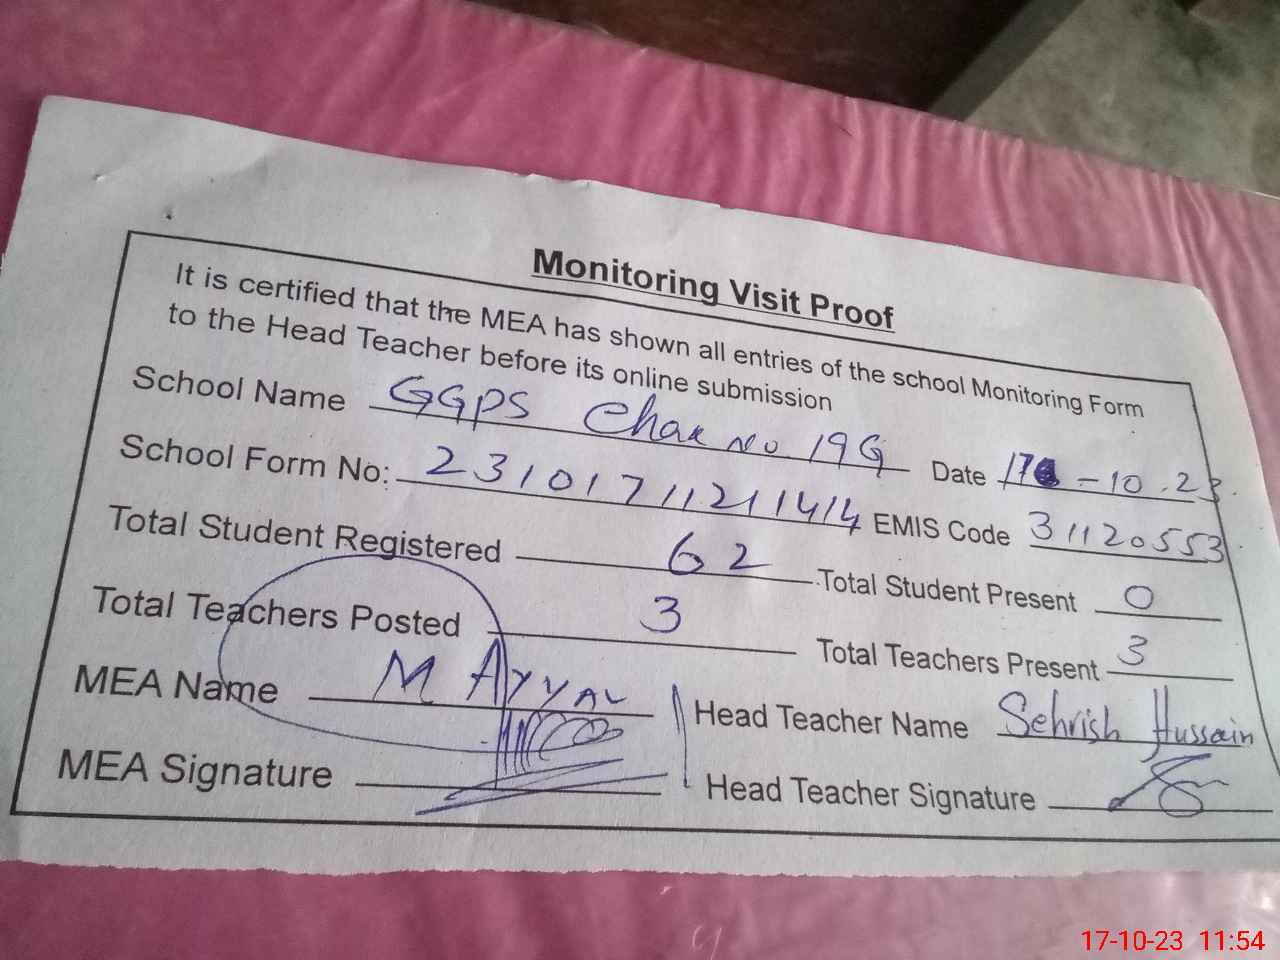 Monitoring Visit Proof
It is certified that the MEA has shown all entries of the school Monitoring Form
to the Head Teacher before its online submission
School Name GGPS Chak No. 19G Date 17-10.23.
School Form No: 23101711211414 EMIS Code 31120553
Total Student Registered 62 Total Student Present 0
Total Teachers Posted 3 Total Teachers Present 3
MEA Name M Ayyav Head Teacher Name Sehrish Hussain
MEA Signature Head Teacher Signature
17-10-23 11:54